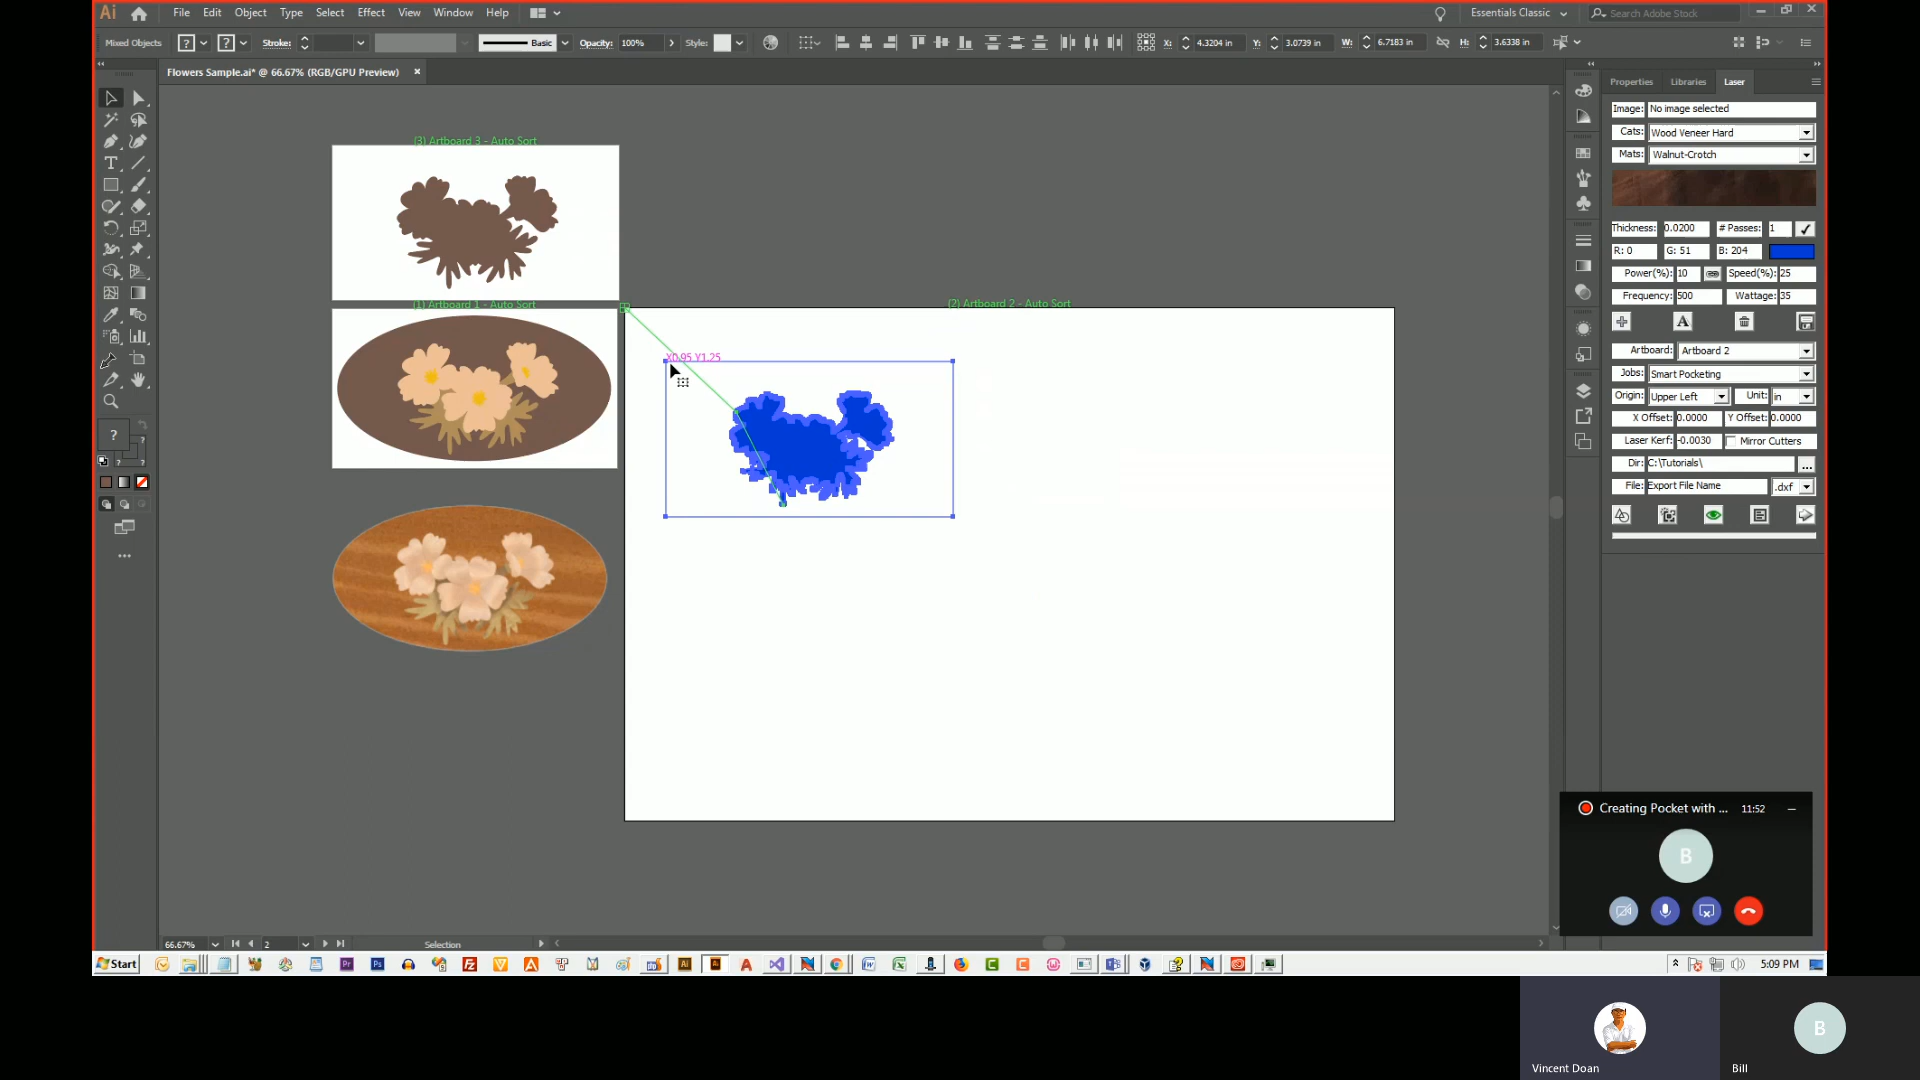 Ai File Edit Object Type Select Effect View Window Help Essentials Classic Search Adobe Stock
Mixed Objects ? ? Stroke: Basic Opacity: 100% Style: X: 4.3204 in Y: 3.0739 in W: 6.7183 in H: 3.6338 in
Flowers Sample.ai* @ 66.67% (RGB/GPU Preview) ×
Properties Libraries Laser
Image: No image selected
Cats: Wood Veneer Hard
Mats: Walnut-Crotch
Thickness: 0.0200 # Passes: 1
R: 0 G: 51 B: 204
Power(%): 10 Speed(%): 25
Frequency: 500 Wattage: 35
A
Artboard: Artboard 2
Jobs: Smart Pocketing
Origin: Upper Left Unit: in
X Offset: 0.0000 Y Offset: 0.0000
Laser Kerf: -0.0030 Mirror Cutters
Dir: C:\Tutorials\ ...
File: Export File Name .dxf
(3) Artboard 3 - Auto Sort
(1) Artboard 1 - Auto Sort
(2) Artboard 2 - Auto Sort
X0.95 Y1.25
T
?
?
? ?
Creating Pocket with ... 11:52
B
66.67% 2 Selection
Start 5:09 PM
B
Vincent Doan Bill